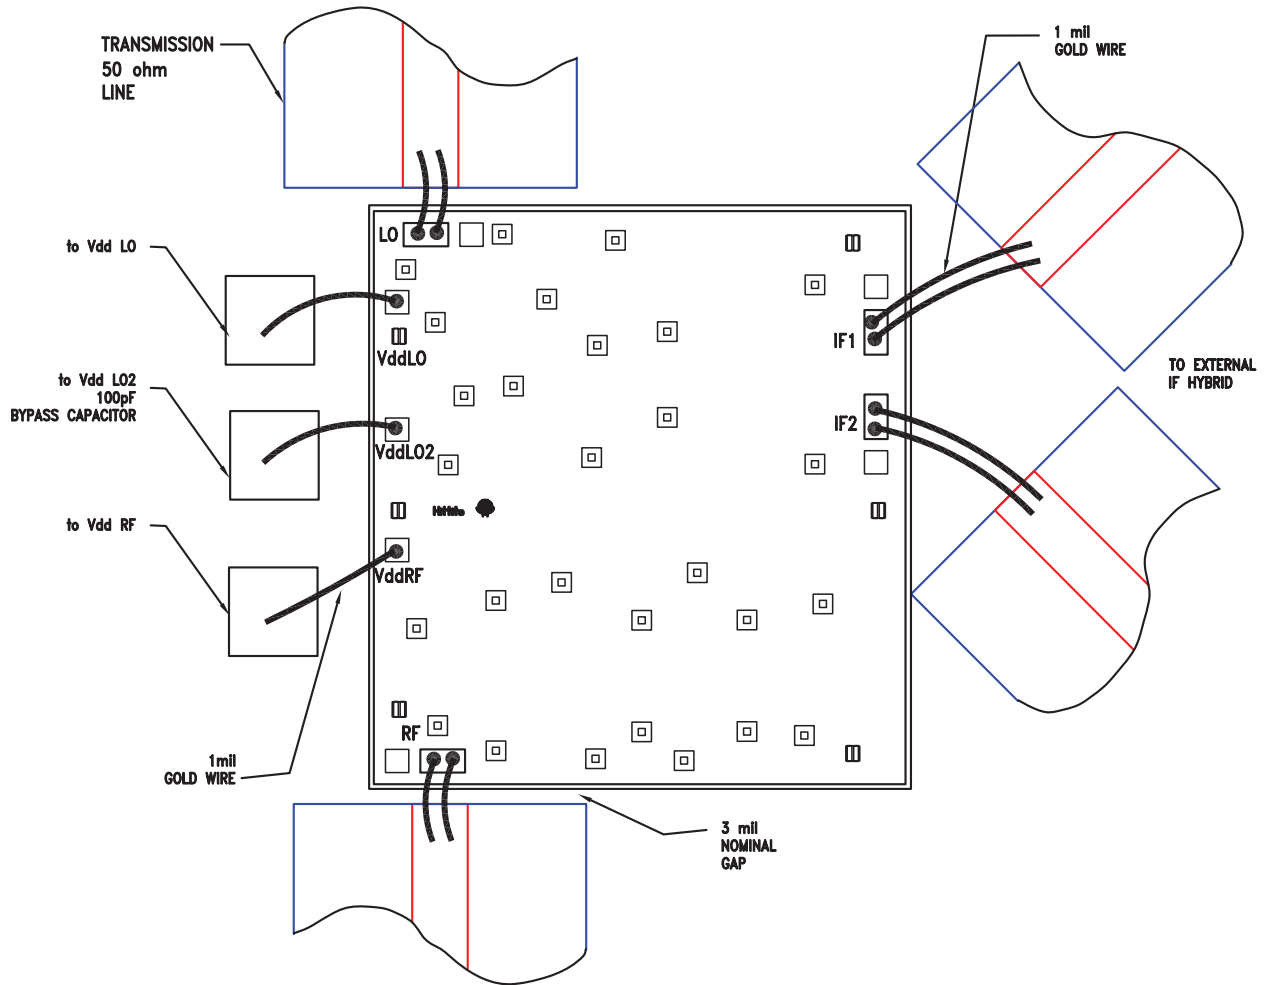 TRANSMISSION
50 ohm
LINE
1 mil
GOLD WIRE
LO
to Vdd LO
VddLO
IF1
TO EXTERNAL
IF HYBRID
to Vdd LO2
100pF
BYPASS CAPACITOR
IF2
VddLO2
to Vdd RF
VddRF
RF
1mil
GOLD WIRE
3 mil
NOMINAL
GAP